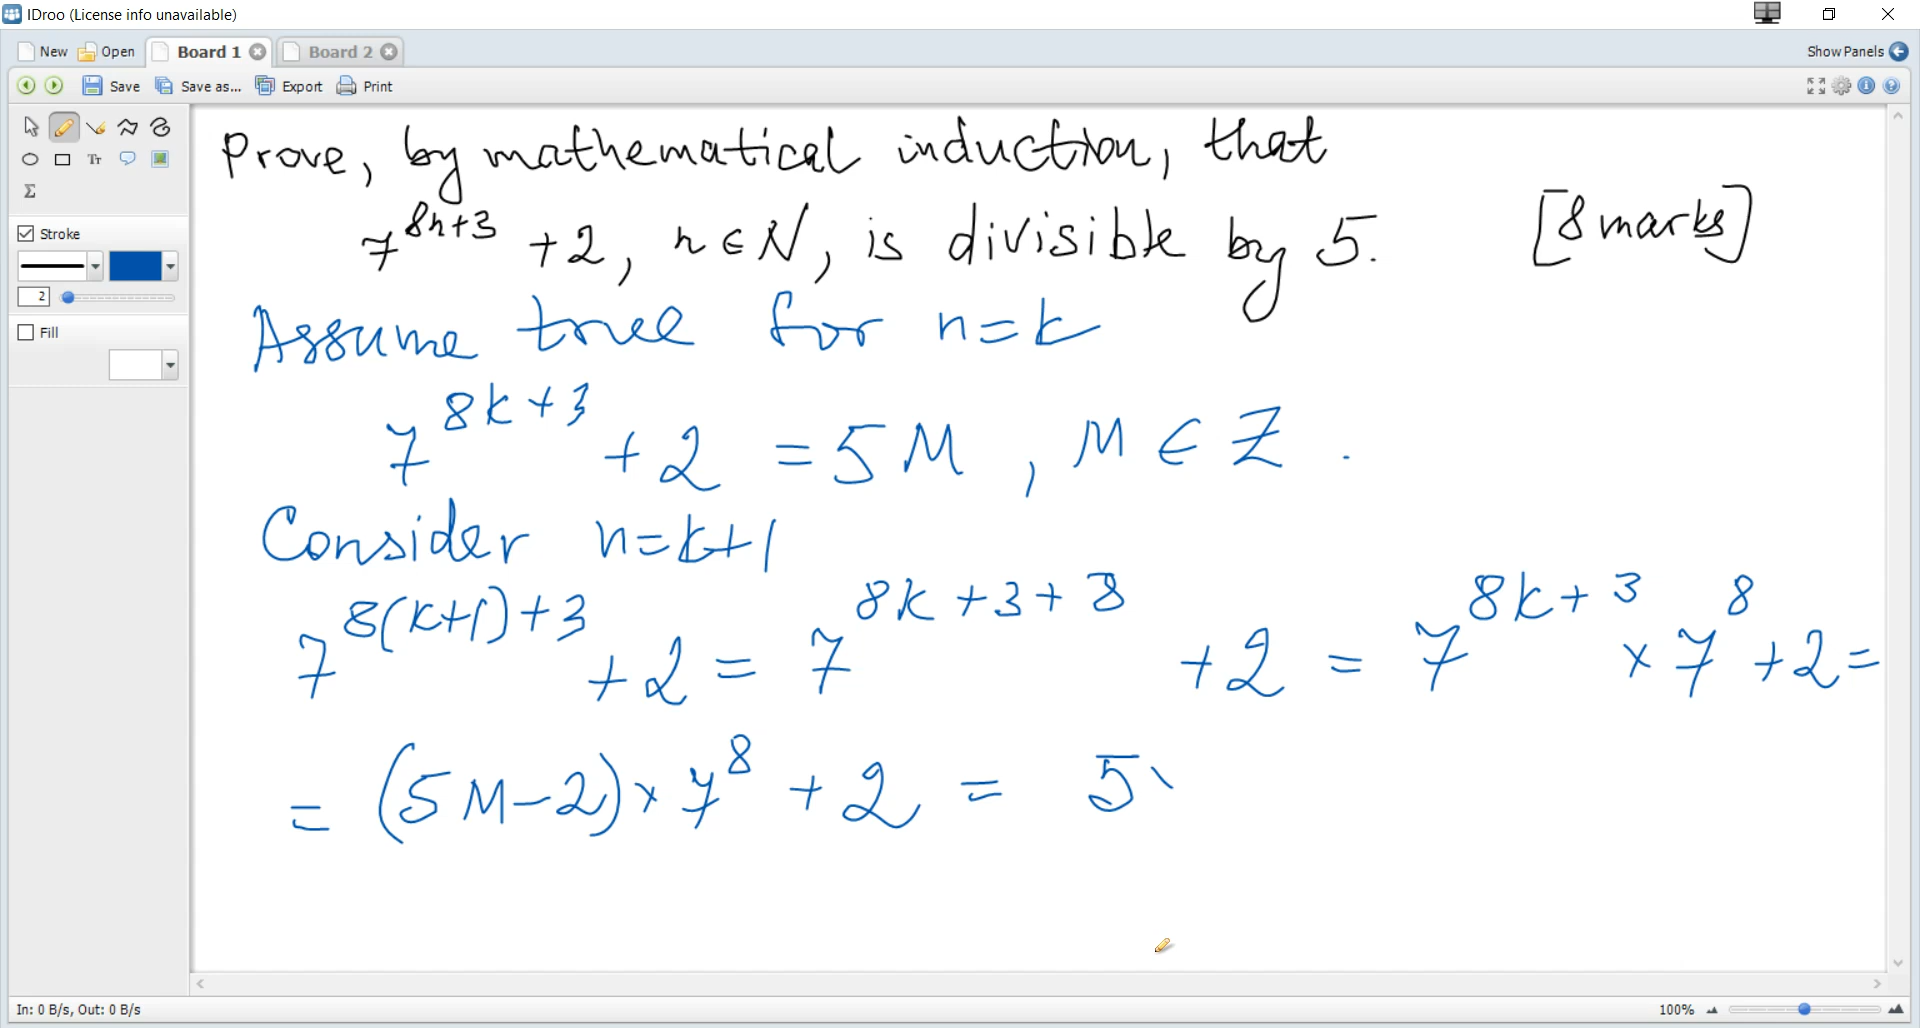 IDroo (License info unavailable)
New Open Board 1 Board 2 Show Panels
Save Save as... Export Print
Tr
Σ
Stroke
2
Fill
Prove, by mathematical induction, that
7^{8n+3} + 2, n ∈ N, is divisible by 5. [8 marks]
Assume true for n=k
7^{8k+3} + 2 = 5M, M ∈ Z.
Consider n=k+1
7^{8(k+1)+3} + 2 = 7^{8k+3+8} + 2 = 7^{8k+3} × 7^8 + 2 =
= (5M-2) × 7^8 + 2 = 5
In: 0 B/s, Out: 0 B/s 100%